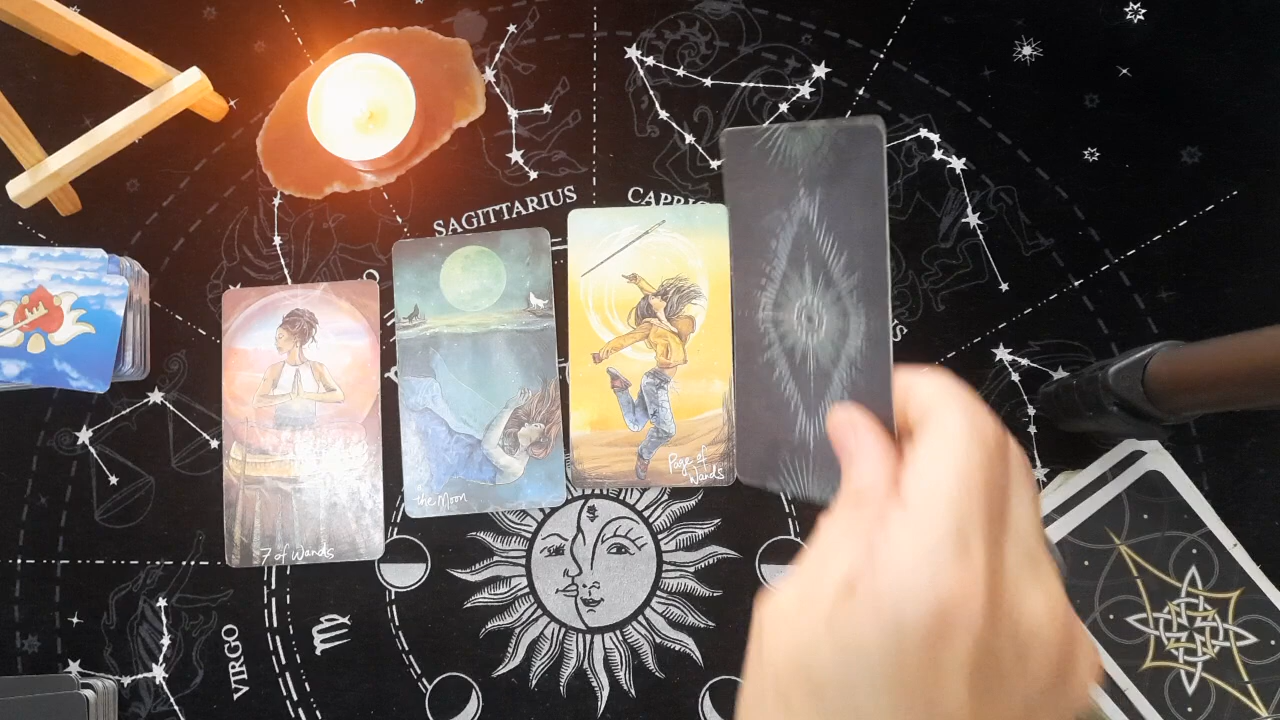 SAGITTARIUS
CAPRIC
7 of Wands
the Moon
Page of
Wands
VIRGO